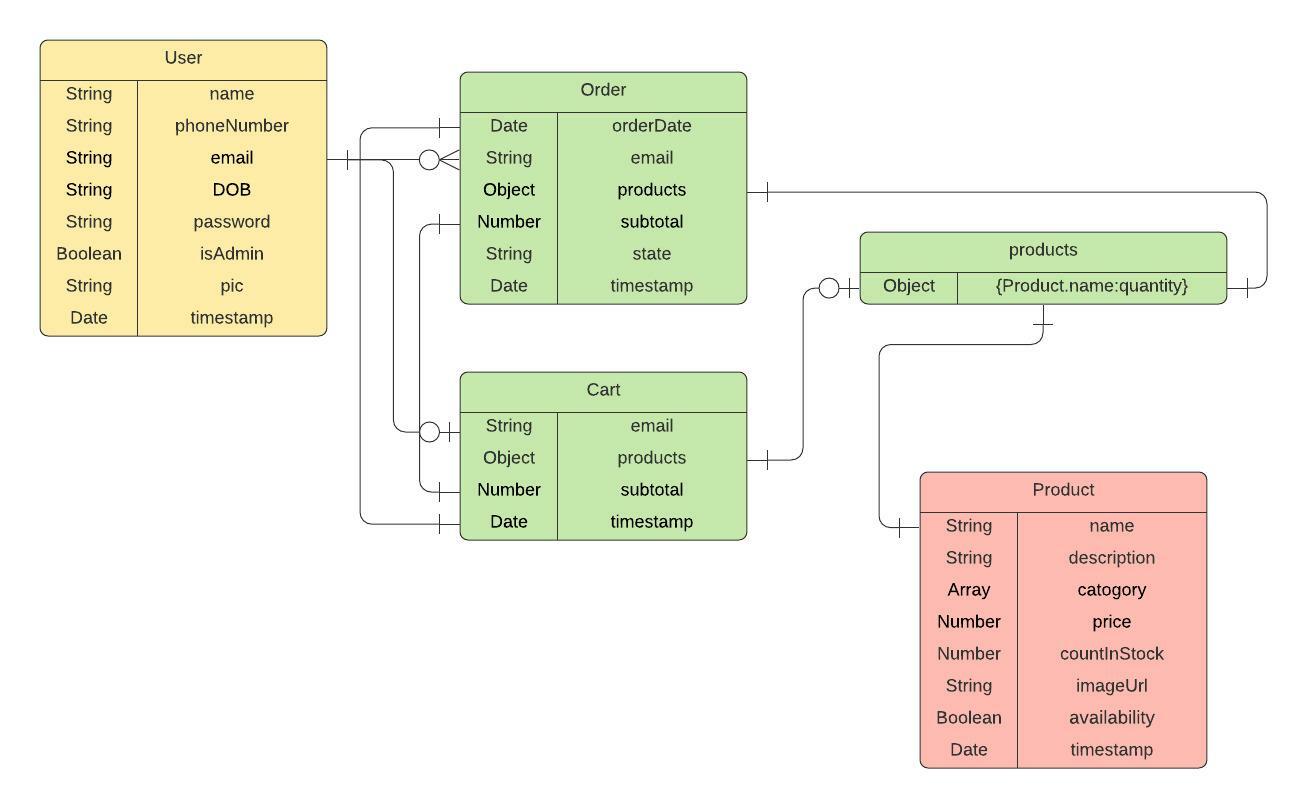 User
String name
String phoneNumber
String email
String DOB
String password
Boolean isAdmin
String pic
Date timestamp
Order
Date orderDate
String email
Object products
Number subtotal
String state
Date timestamp
Cart
String email
Object products
Number subtotal
Date timestamp
products
Object {Product.name:quantity}
Product
String name
String description
Array catogory
Number price
Number countInStock
String imageUrl
Boolean availability
Date timestamp